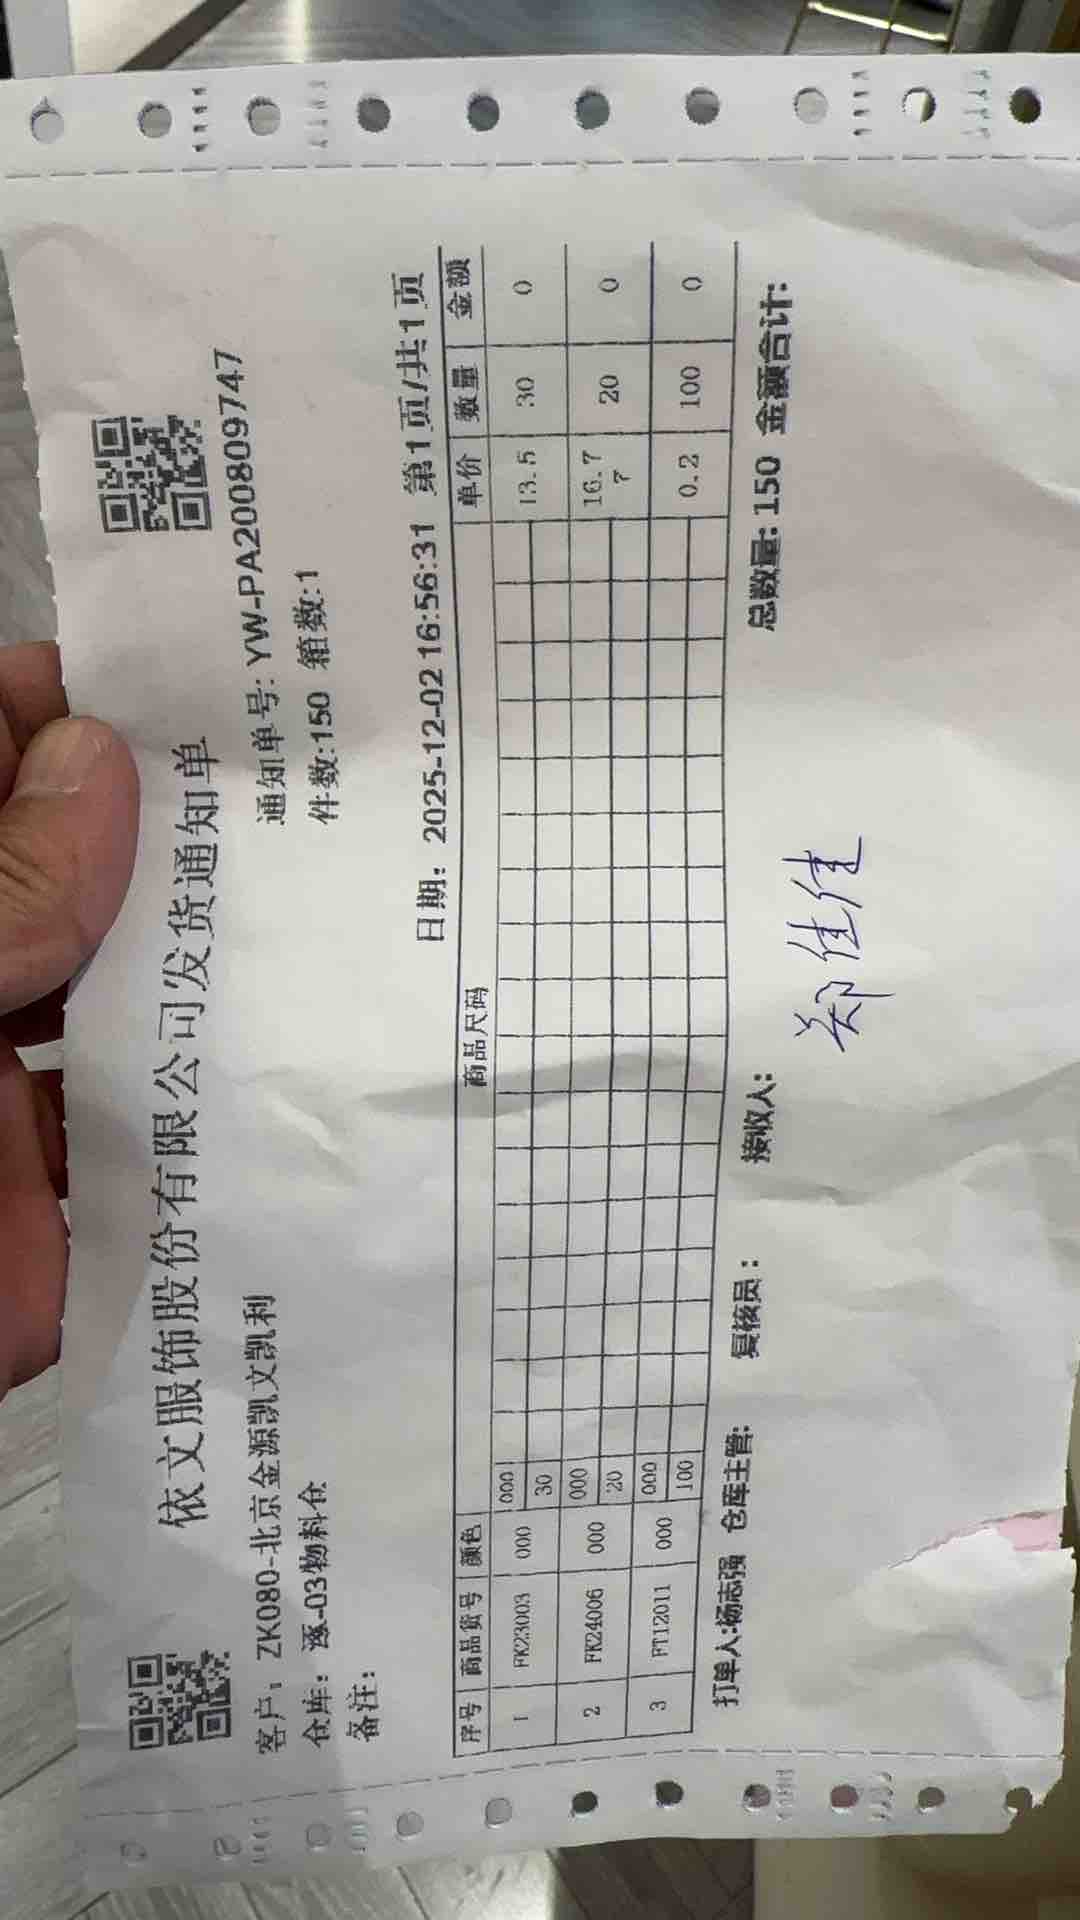 依文服饰股份有限公司发货通知单
客户: ZK080-北京金源凯文凯利 通知单号: YW-PA200809747
仓库: 涿-03物料仓 件数:150 箱数:1
备注:
日期: 2025-12-02 16:56:31 第1页/共1页
序号 商品货号 颜色 商品尺码 单价 数量 金额
1 FK23003 000 000 30 13.5 30 0
2 FK24006 000 000 20 16.77 20 0
3 FT12011 000 000 100 0.2 100 0
总数量: 150 金额合计:
打单人:杨志强 仓库主管: 复核员: 接收人:
郑佳佳